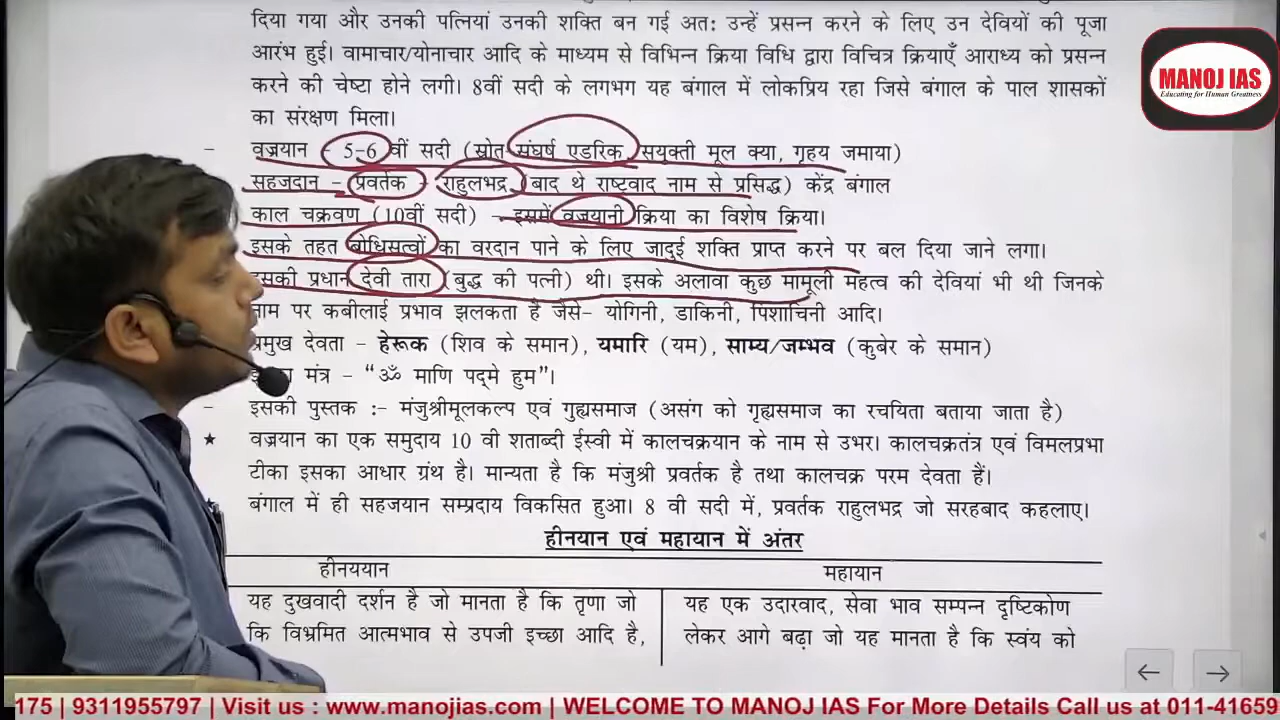 दिया गया और उनकी पत्नियां उनकी शक्ति बन गई अतः उन्हें प्रसन्न करने के लिए उन देवियों की पूजा
आरंभ हुई। वामाचार/योनाचार आदि के माध्यम से विभिन्न क्रिया विधि द्वारा विचित्र क्रियाएँ आराध्य को प्रसन्न
करने की चेष्टा होने लगी। 8वीं सदी के लगभग यह बंगाल में लोकप्रिय रहा जिसे बंगाल के पाल शासकों
का संरक्षण मिला।
- वज्रयान - 5-6 वीं सदी (स्रोत संघर्ष एडरिक सयुक्ती मूल क्या, गृहय जमाया)
सहजदान - प्रवर्तक - राहुलभद्र (बाद थे राष्टवाद नाम से प्रसिद्ध) केंद्र बंगाल
काल चक्रवण (10वीं सदी) - इसमें वज्रयानी क्रिया का विशेष क्रिया।
इसके तहत बोधिसत्वों का वरदान पाने के लिए जादुई शक्ति प्राप्त करने पर बल दिया जाने लगा।
इसकी प्रधान देवी तारा (बुद्ध की पत्नी) थी। इसके अलावा कुछ मामूली महत्व की देवियां भी थी जिनके
नाम पर कबीलाई प्रभाव झलकता है जैसे- योगिनी, डाकिनी, पिशाचिनी आदि।
प्रमुख देवता - हेरूक (शिव के समान), यमारि (यम), साम्य/जम्भव (कुबेर के समान)
मंत्र - “ॐ माणि पद्मे हुम”।
- इसकी पुस्तक :- मंजुश्रीमूलकल्प एवं गुह्यसमाज (असंग को गृह्यसमाज का रचयिता बताया जाता है)
★ वज्रयान का एक समुदाय 10 वी शताब्दी ईस्वी में कालचक्रयान के नाम से उभर। कालचक्रतंत्र एवं विमलप्रभा
टीका इसका आधार ग्रंथ है। मान्यता है कि मंजुश्री प्रवर्तक है तथा कालचक्र परम देवता हैं।
★ बंगाल में ही सहजयान सम्प्रदाय विकसित हुआ। 8 वी सदी में, प्रवर्तक राहुलभद्र जो सरहबाद कहलाए।
हीनयान एवं महायान में अंतर
हीनययान
यह दुखवादी दर्शन है जो मानता है कि तृणा जो
कि विभ्रमित आत्मभाव से उपजी इच्छा आदि है,
महायान
यह एक उदारवाद, सेवा भाव सम्पन्न दृष्टिकोण
लेकर आगे बढ़ा जो यह मानता है कि स्वंय को
MANOJ IAS
Educating for Human Greatness
175 | 9311955797 | Visit us : www.manojias.com | WELCOME TO MANOJ IAS For More Details Call us at 011-41659